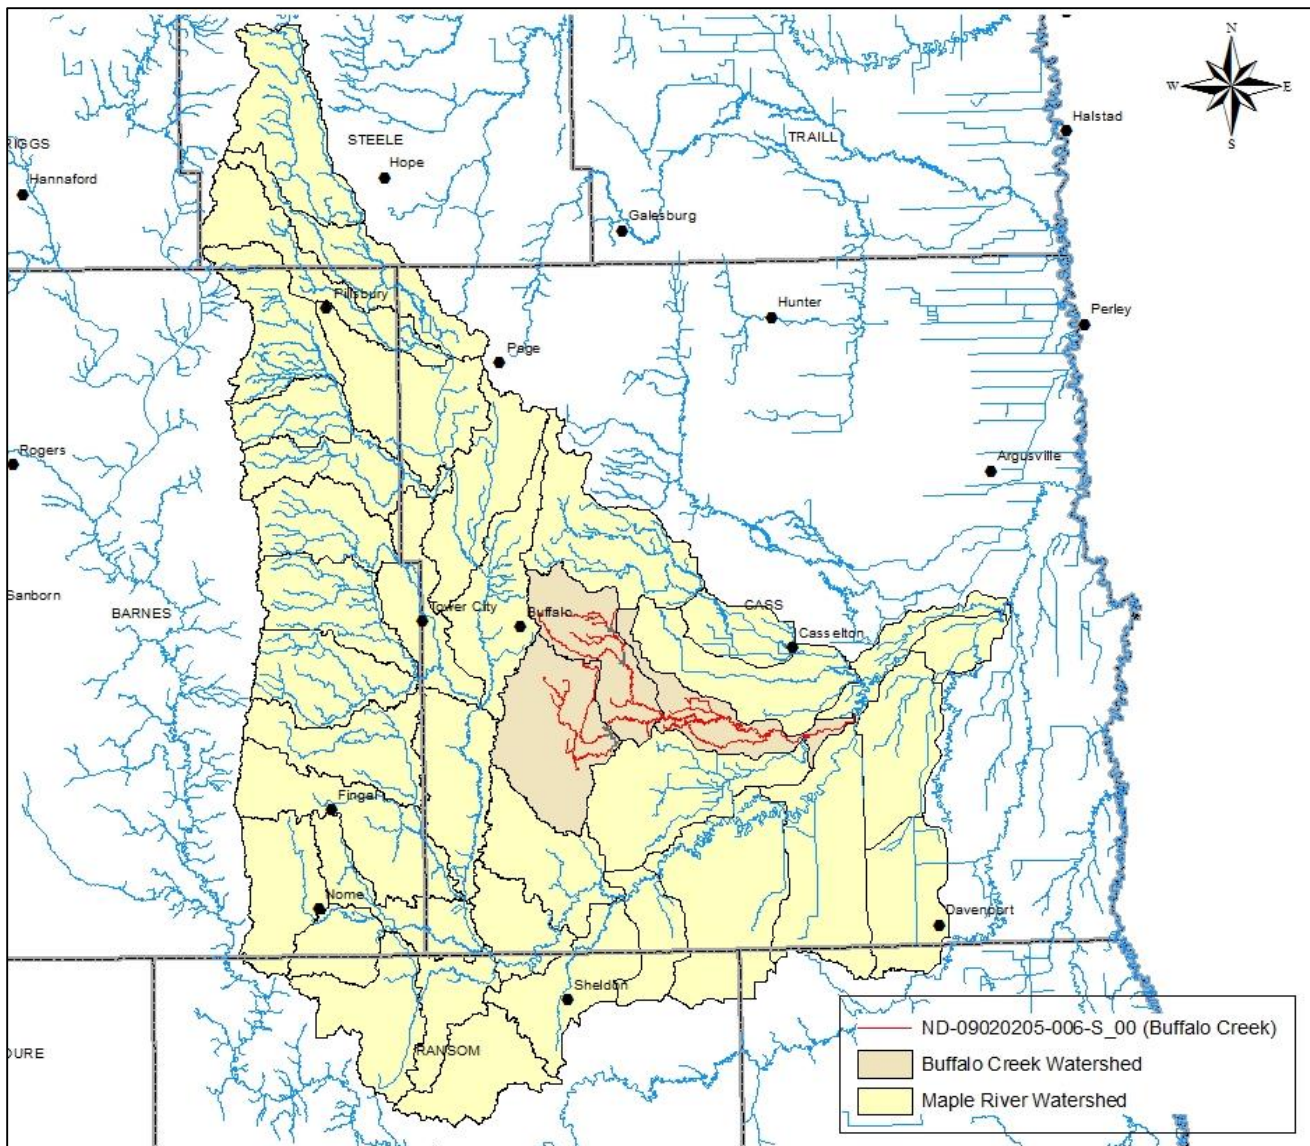 N
W
E
S
Halstad
TRAILL
STEELE
RIGGS
Hope
Hannaford
Galesburg
Pillsbury
Hunter
Perley
Page
Rogers
Argusville
Sanborn
BARNES
Tower City
Buffalo
CASS
Casselton
Fingal
Nome
Davenport
Sheldon
RANSOM
DURE
ND-09020205-006-S_00 (Buffalo Creek)
Buffalo Creek Watershed
Maple River Watershed